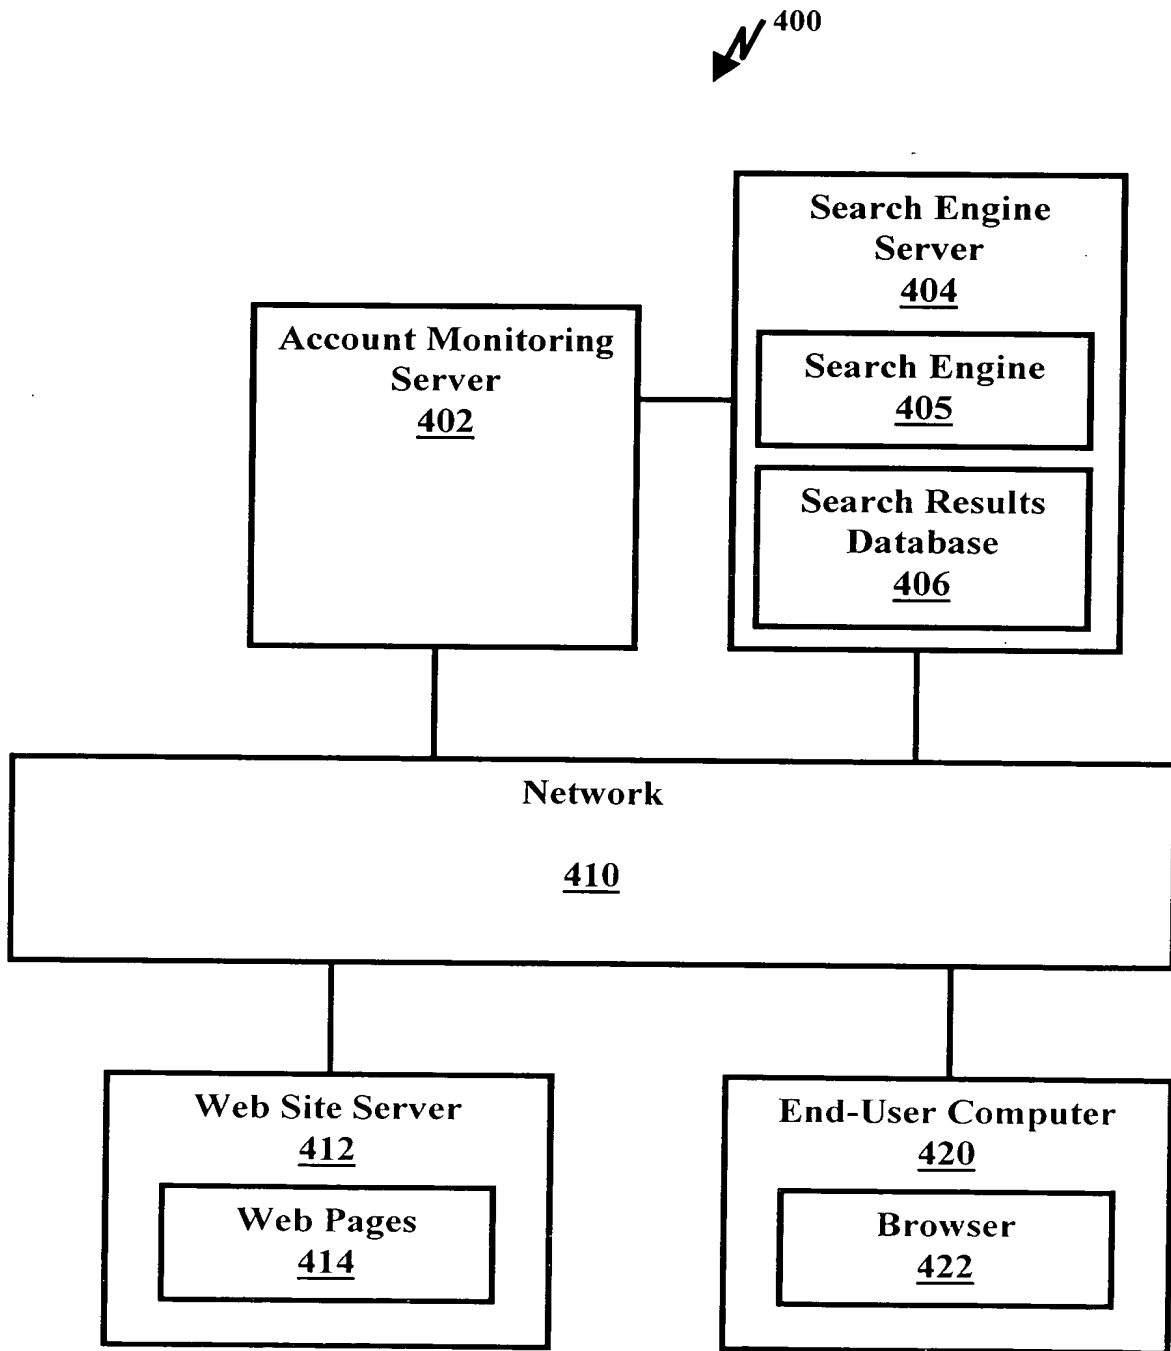 400
Search Engine
Server
404
Search Engine
405
Search Results
Database
406
Account Monitoring
Server
402
Network
410
Web Site Server
412
Web Pages
414
End-User Computer
420
Browser
422